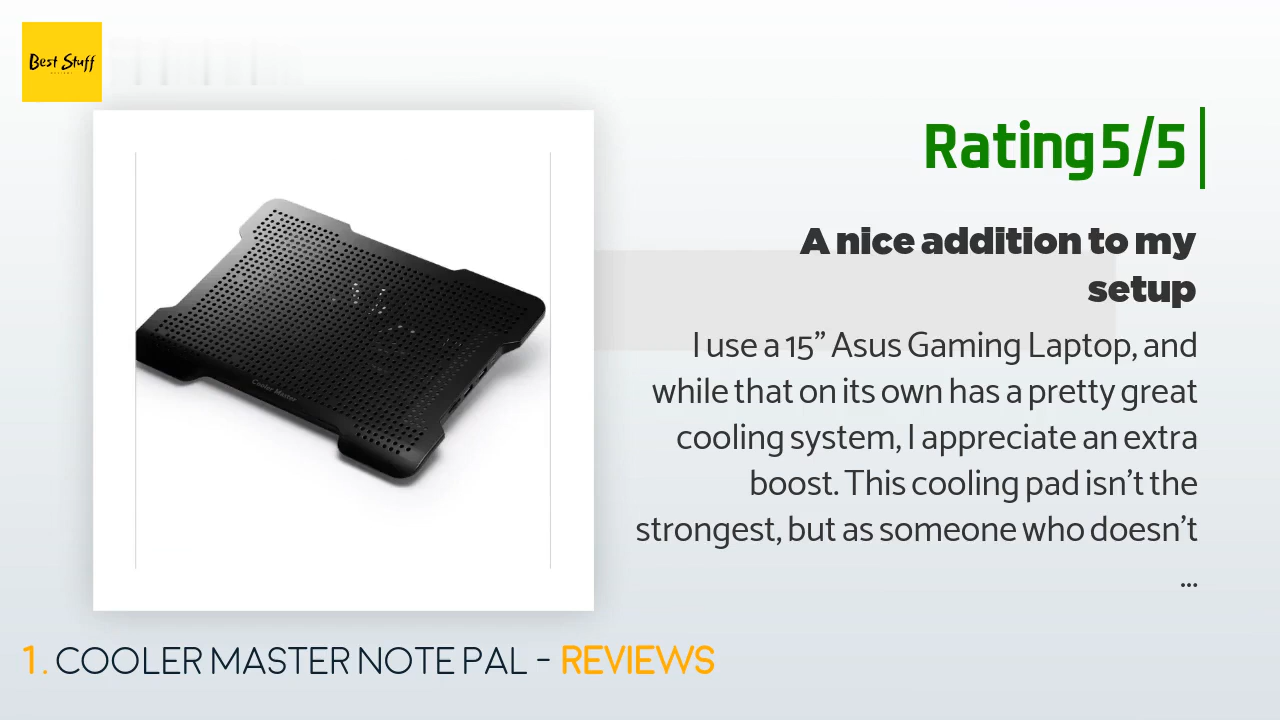 Best Stuff
Rating 5/5
A nice addition to my
setup
I use a 15” Asus Gaming Laptop, and
while that on its own has a pretty great
cooling system, I appreciate an extra
boost. This cooling pad isn’t the
strongest, but as someone who doesn’t
...
Cooler Master
1. COOLER MASTER NOTE PAL - REVIEWS